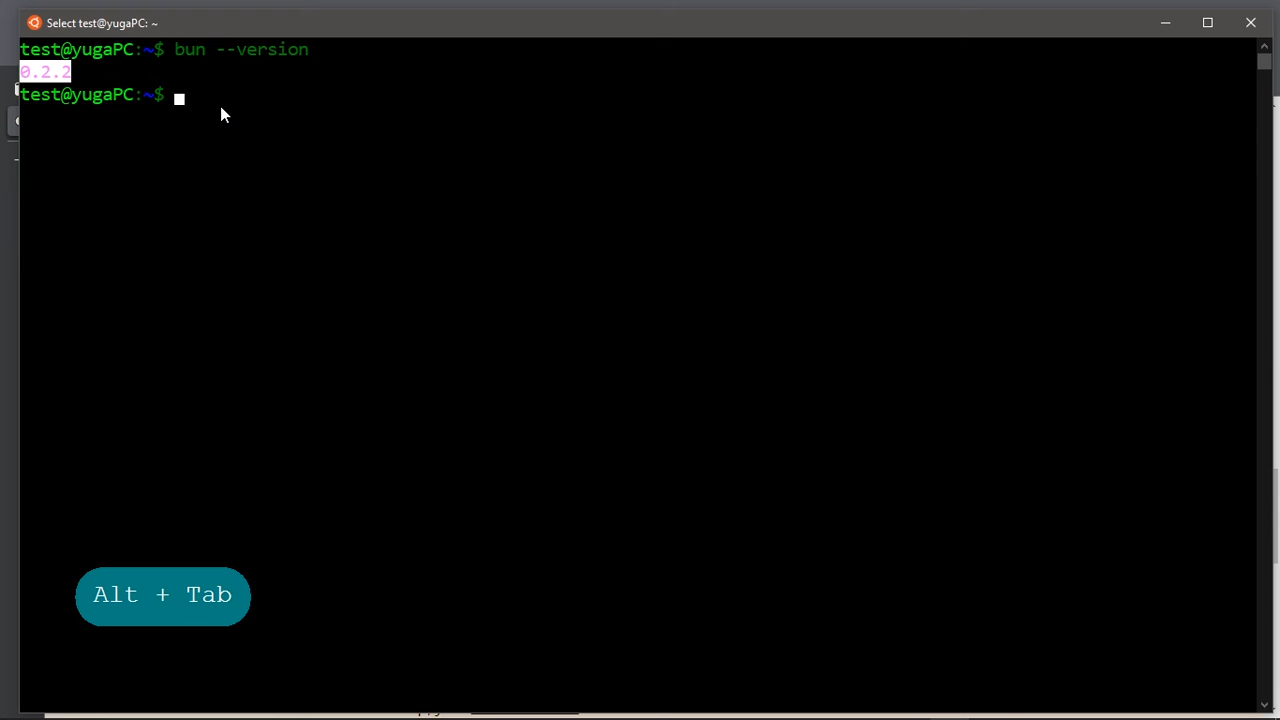 Select test@yugaPC: ~
test@yugaPC:~$ bun --version
0.2.2
test@yugaPC:~$
Alt + Tab